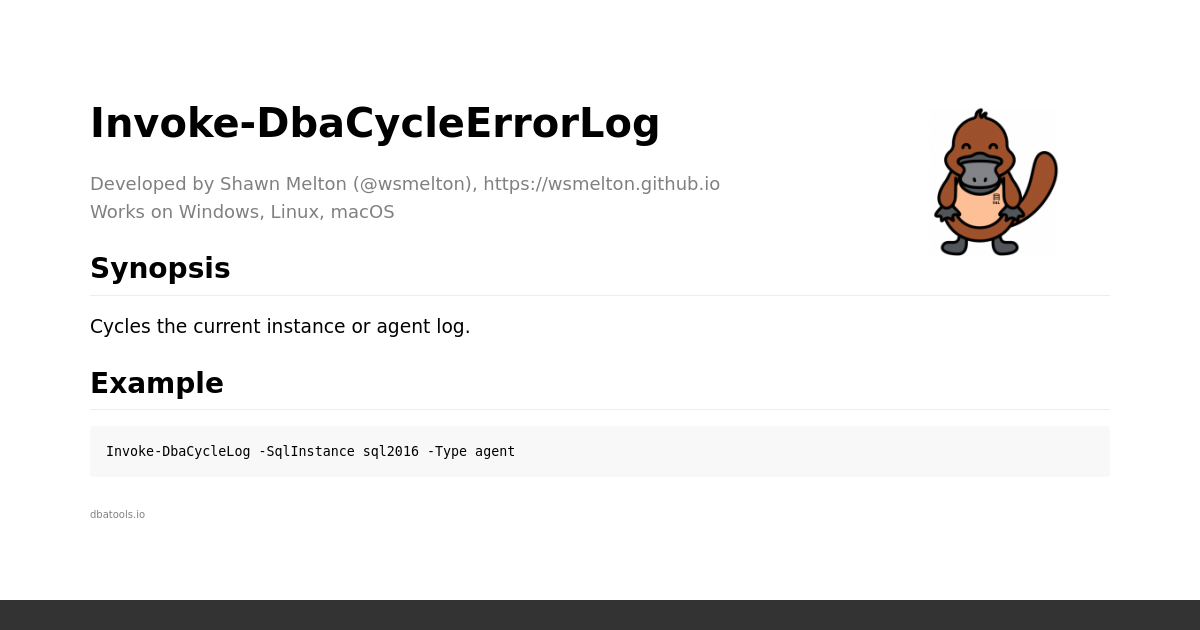 Invoke-DbaCycleErrorLog
Developed by Shawn Melton (@wsmelton), https://wsmelton.github.io
Works on Windows, Linux, macOS
Synopsis
Cycles the current instance or agent log.
Example
Invoke-DbaCycleLog -SqlInstance sql2016 -Type agent
dbatools.io